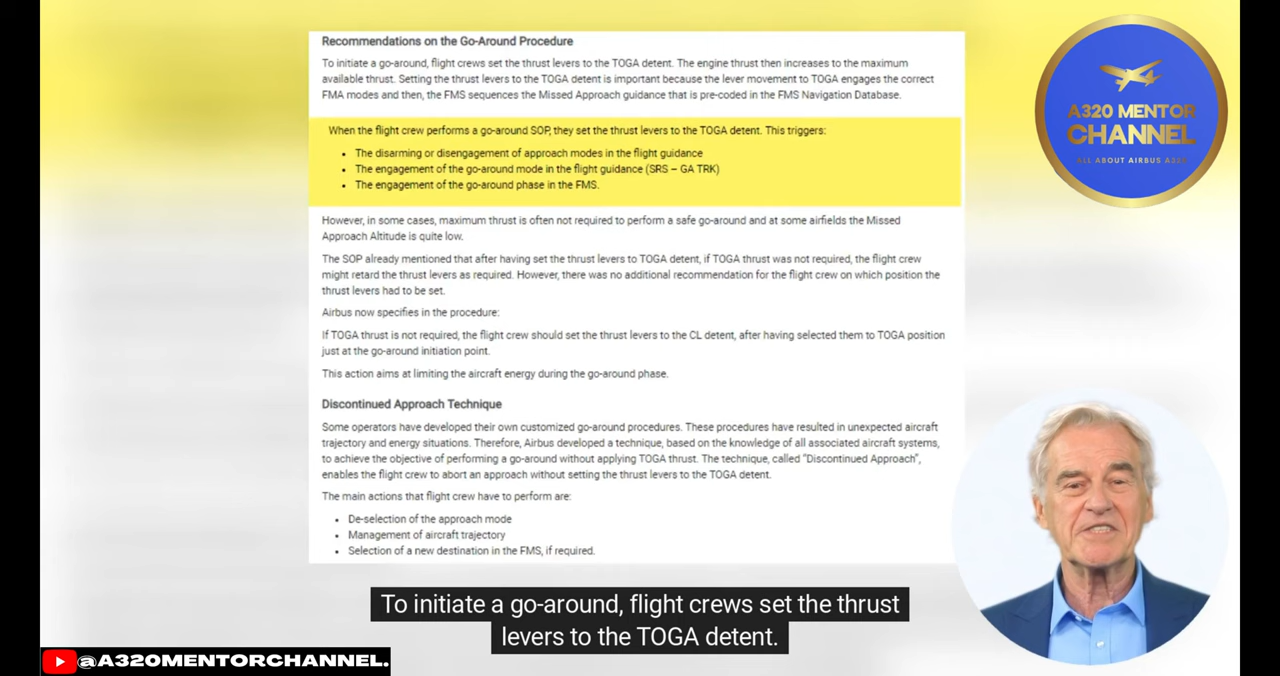 Recommendations on the Go-Around Procedure
To initiate a go-around, flight crews set the thrust levers to the TOGA detent. The engine thrust then increases to the maximum
available thrust. Setting the thrust levers to the TOGA detent is important because the lever movement to TOGA engages the correct
FMA modes and then, the FMS sequences the Missed Approach guidance that is pre-coded in the FMS Navigation Database.
When the flight crew performs a go-around SOP, they set the thrust levers to the TOGA detent. This triggers:
• The disarming or disengagement of approach modes in the flight guidance
• The engagement of the go-around mode in the flight guidance (SRS – GA TRK)
• The engagement of the go-around phase in the FMS.
However, in some cases, maximum thrust is often not required to perform a safe go-around and at some airfields the Missed
Approach Altitude is quite low.
The SOP already mentioned that after having set the thrust levers to TOGA detent, if TOGA thrust was not required, the flight crew
might retard the thrust levers as required. However, there was no additional recommendation for the flight crew on which position the
thrust levers had to be set.
Airbus now specifies in the procedure:
If TOGA thrust is not required, the flight crew should set the thrust levers to the CL detent, after having selected them to TOGA position
just at the go-around initiation point.
This action aims at limiting the aircraft energy during the go-around phase.
Discontinued Approach Technique
Some operators have developed their own customized go-around procedures. These procedures have resulted in unexpected aircraft
trajectory and energy situations. Therefore, Airbus developed a technique, based on the knowledge of all associated aircraft systems,
to achieve the objective of performing a go-around without applying TOGA thrust. The technique, called "Discontinued Approach",
enables the flight crew to abort an approach without setting the thrust levers to the TOGA detent.
The main actions that flight crew have to perform are:
• De-selection of the approach mode
• Management of aircraft trajectory
• Selection of a new destination in the FMS, if required.
A320 MENTOR
CHANNEL
ALL ABOUT AIRBUS A320
To initiate a go-around, flight crews set the thrust
levers to the TOGA detent.
@A320MENTORCHANNEL.